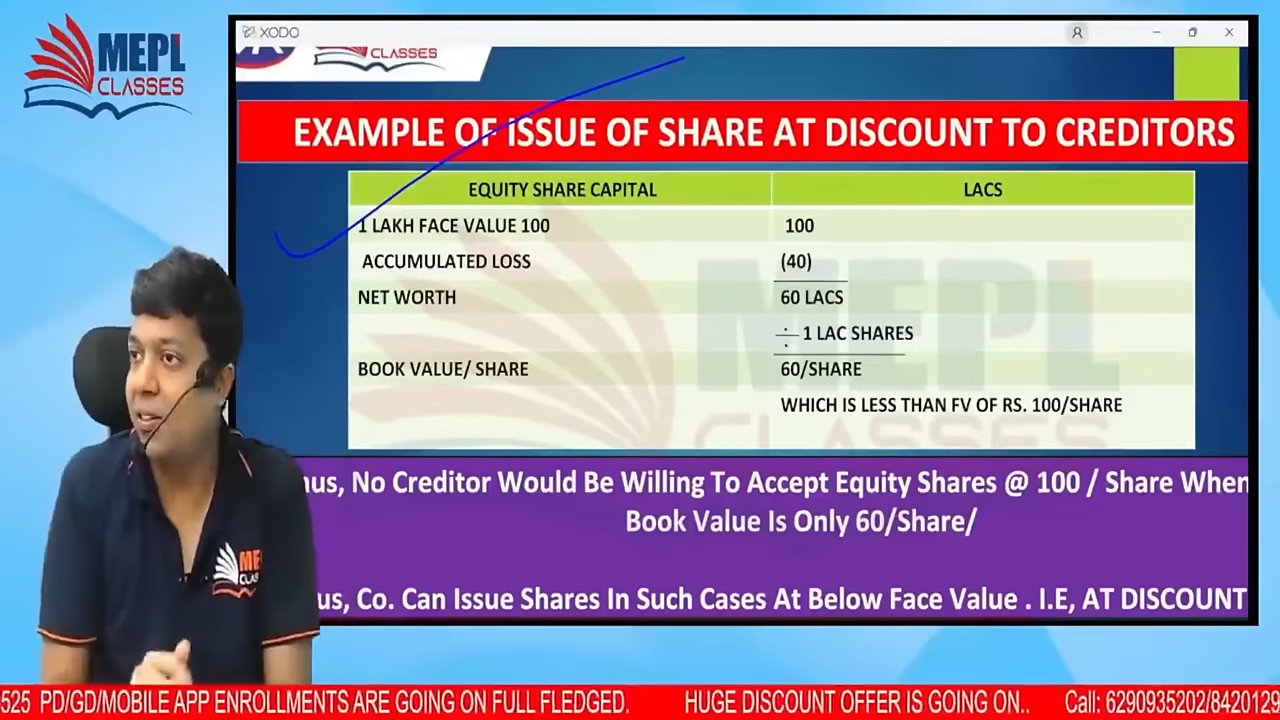 MEPL
CLASSES
XODO
CLASSES
EXAMPLE OF ISSUE OF SHARE AT DISCOUNT TO CREDITORS
EQUITY SHARE CAPITAL LACS
1 LAKH FACE VALUE 100 100
ACCUMULATED LOSS (40)
NET WORTH 60 LACS
÷ 1 LAC SHARES
BOOK VALUE/ SHARE 60/SHARE
WHICH IS LESS THAN FV OF RS. 100/SHARE
MEPL
CLASSES
No Creditor Would Be Willing To Accept Equity Shares @ 100 / Share When
Book Value Is Only 60/Share/
Co. Can Issue Shares In Such Cases At Below Face Value . I.E, AT DISCOUNT
525 PD/GD/MOBILE APP ENROLLMENTS ARE GOING ON FULL FLEDGED. HUGE DISCOUNT OFFER IS GOING ON.. Call: 6290935202/8420129